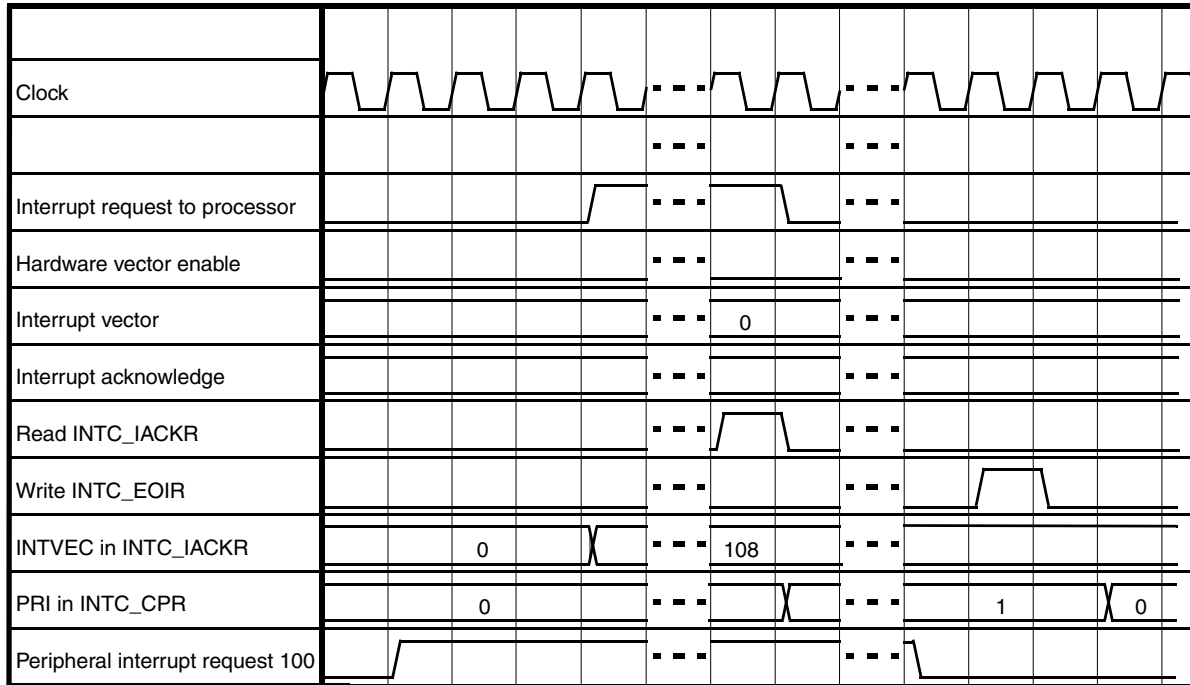 Clock
Interrupt request to processor
Hardware vector enable
Interrupt vector
0
Interrupt acknowledge
Read INTC_IACKR
Write INTC_EOIR
INTVEC in INTC_IACKR
0
108
PRI in INTC_CPR
0
1
0
Peripheral interrupt request 100